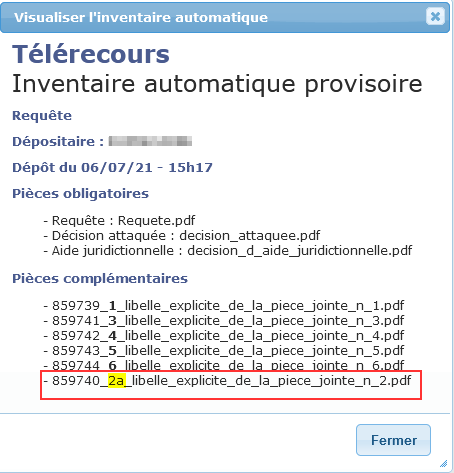 Visualiser l'inventaire automatique
Télérecours
Inventaire automatique provisoire
Requête
Dépositaire :
Dépôt du 06/07/21 - 15h17
Pièces obligatoires
- Requête : Requete.pdf
- Décision attaquée : decision_attaquee.pdf
- Aide juridictionnelle : decision_d_aide_juridictionnelle.pdf
Pièces complémentaires
- 859739_1_libelle_explicite_de_la_piece_jointe_n_1.pdf
- 859741_3_libelle_explicite_de_la_piece_jointe_n_3.pdf
- 859742_4_libelle_explicite_de_la_piece_jointe_n_4.pdf
- 859743_5_libelle_explicite_de_la_piece_jointe_n_5.pdf
- 859744_6_libelle_explicite_de_la_piece_jointe_n_6.pdf
- 859740_2a_libelle_explicite_de_la_piece_jointe_n_2.pdf
Fermer